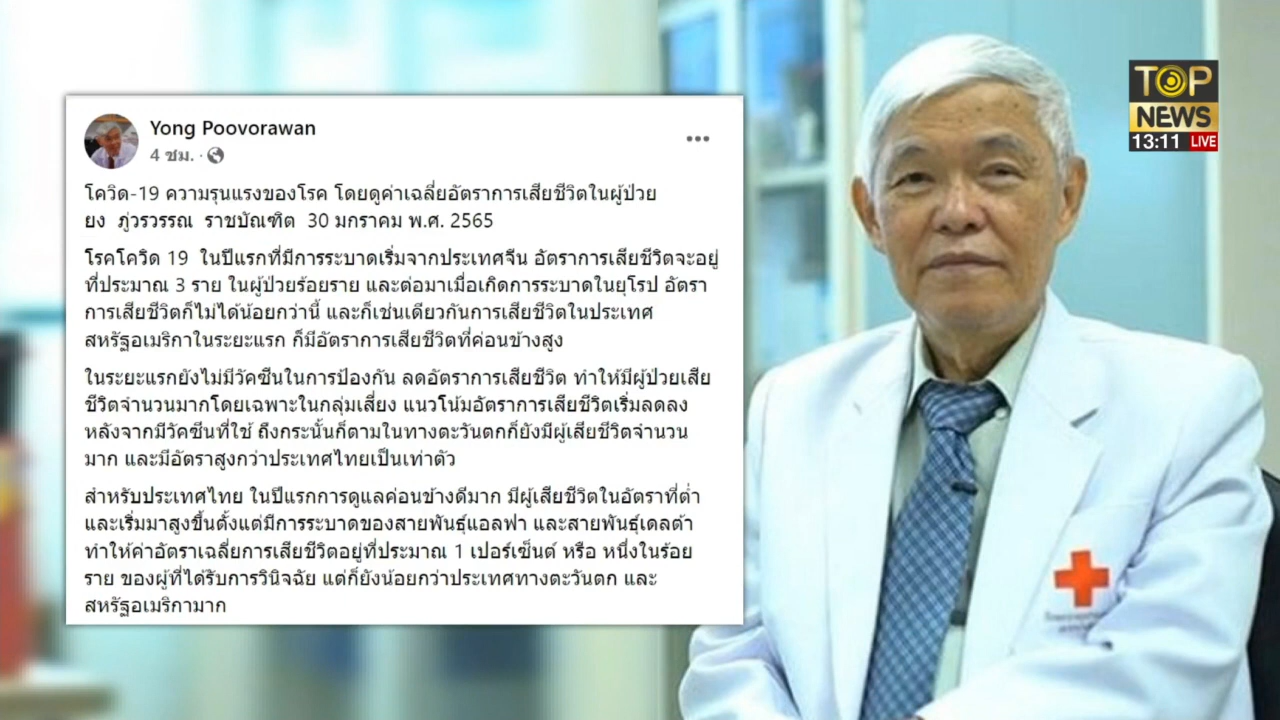 Yong Poovorawan
4 ชม.
โควิด-19 ความรุนแรงของโรค โดยดูค่าเฉลี่ยอัตราการเสียชีวิตในผู้ป่วย
ยง ภู่วรวรรณ ราชบัณฑิต 30 มกราคม พ.ศ. 2565
โรคโควิด 19 ในปีแรกที่มีการระบาดเริ่มจากประเทศจีน อัตราการเสียชีวิตจะอยู่
ที่ประมาณ 3 ราย ในผู้ป่วยร้อยราย และต่อมาเมื่อเกิดการระบาดในยุโรป อัตรา
การเสียชีวิตก็ไม่ได้น้อยกว่านี้ และก็เช่นเดียวกันการเสียชีวิตในประเทศ
สหรัฐอเมริกาในระยะแรก ก็มีอัตราการเสียชีวิตที่ค่อนข้างสูง
ในระยะแรกยังไม่มีวัคซีนในการป้องกัน ลดอัตราการเสียชีวิต ทำให้มีผู้ป่วยเสีย
ชีวิตจำนวนมากโดยเฉพาะในกลุ่มเสี่ยง แนวโน้มอัตราการเสียชีวิตเริ่มลดลง
หลังจากมีวัคซีนที่ใช้ ถึงกระนั้นก็ตามในทางตะวันตกก็ยังมีผู้เสียชีวิตจำนวน
มาก และมีอัตราสูงกว่าประเทศไทยเป็นเท่าตัว
สำหรับประเทศไทย ในปีแรกการดูแลค่อนข้างดีมาก มีผู้เสียชีวิตในอัตราที่ต่ำ
และเริ่มมาสูงขึ้นตั้งแต่มีการระบาดของสายพันธุ์แอลฟา และสายพันธุ์เดลต้า
ทำให้ค่าอัตราเฉลี่ยการเสียชีวิตอยู่ที่ประมาณ 1 เปอร์เซ็นต์ หรือ หนึ่งในร้อย
ราย ของผู้ที่ได้รับการวินิจฉัย แต่ก็ยังน้อยกว่าประเทศทางตะวันตก และ
สหรัฐอเมริกามาก
TOP
NEWS
13:11 LIVE